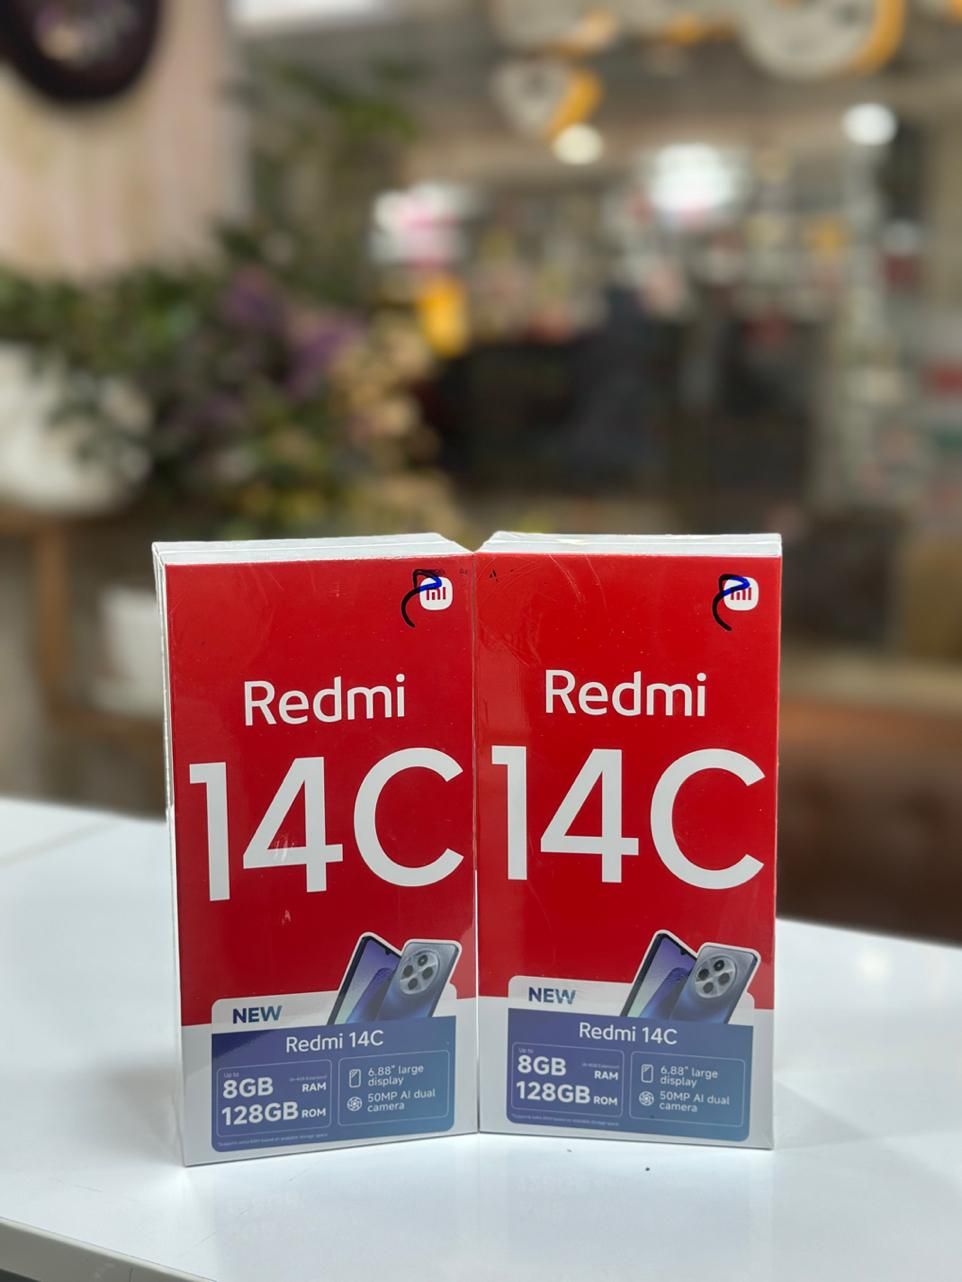 mi
Redmi
14C
NEW
Redmi 14C
Up to
8GB
RAM
128GB ROM
6.88" large
display
50MP AI dual
camera
mi
Redmi
14C
NEW
Redmi 14C
Up to
8GB
RAM
128GB ROM
6.88" large
display
50MP AI dual
camera